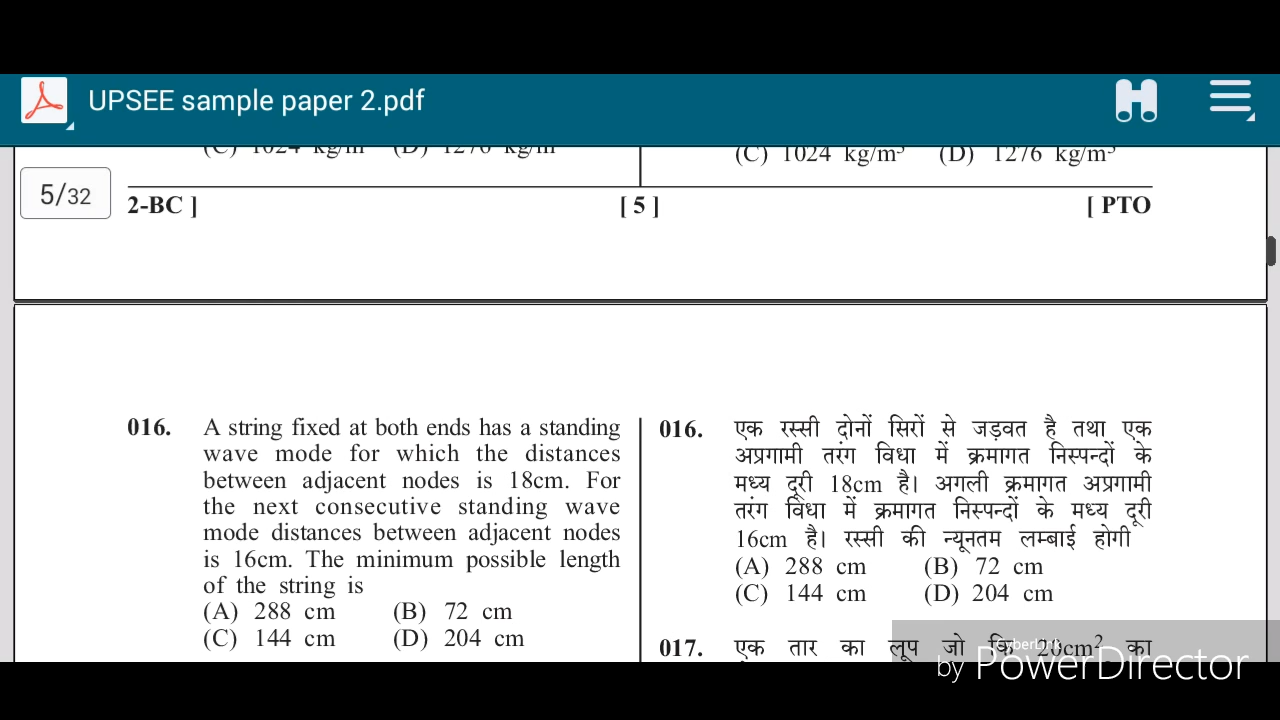 UPSEE sample paper 2.pdf
(C) 1024 kg/m (D) 1276 kg/m
(C) 1024 kg/m³ (D) 1276 kg/m³
5/32
2-BC ] [ 5 ] [ PTO
016. A string fixed at both ends has a standing
wave mode for which the distances
between adjacent nodes is 18cm. For
the next consecutive standing wave
mode distances between adjacent nodes
is 16cm. The minimum possible length
of the string is
(A) 288 cm (B) 72 cm
(C) 144 cm (D) 204 cm
016. एक रस्सी दोनों सिरों से जड़वत है तथा एक
अप्रगामी तरंग विधा में क्रमागत निस्पन्दों के
मध्य दूरी 18cm है। अगली क्रमागत अप्रगामी
तरंग विधा में क्रमागत निस्पन्दों के मध्य दूरी
16cm है। रस्सी की न्यूनतम लम्बाई होगी
(A) 288 cm (B) 72 cm
(C) 144 cm (D) 204 cm
017. एक तार का लूप जो कि 20cm² का
CyberLink
by PowerDirector